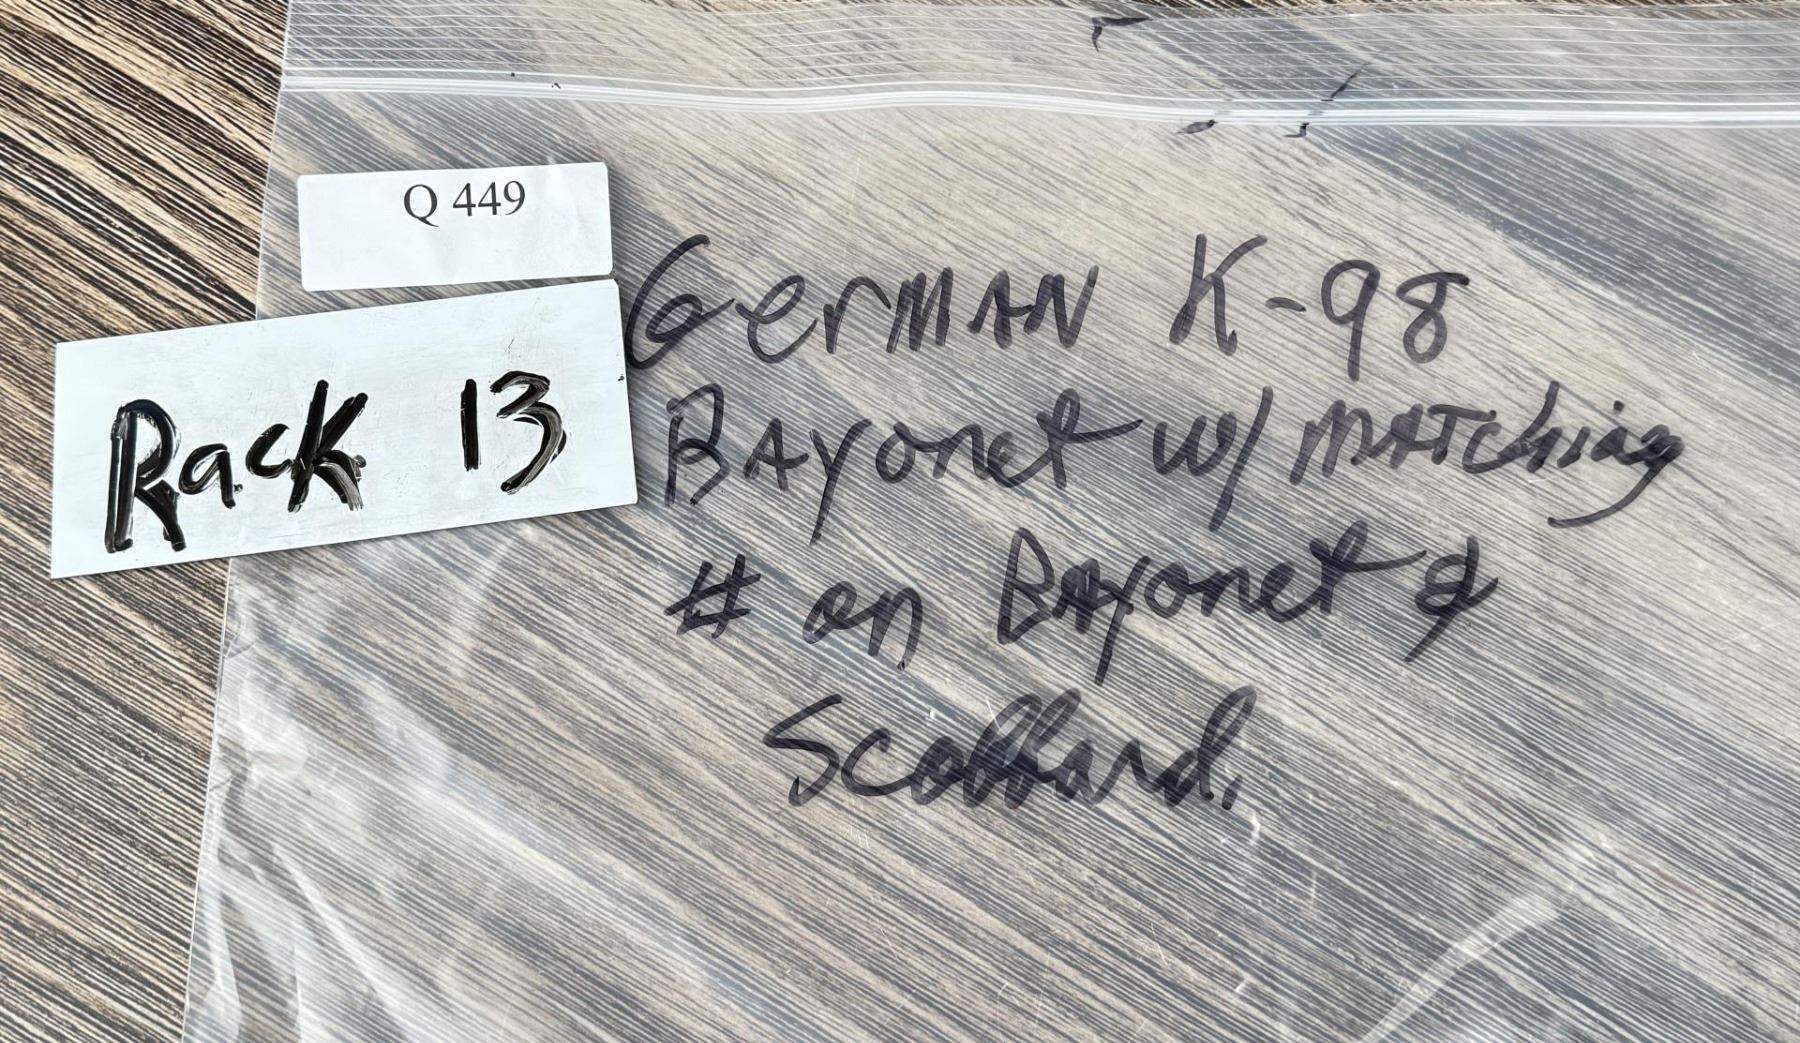 Q 449
Rack 13
German K-98
Bayonet w/ matching
# on Bayonet &
Scabbard.